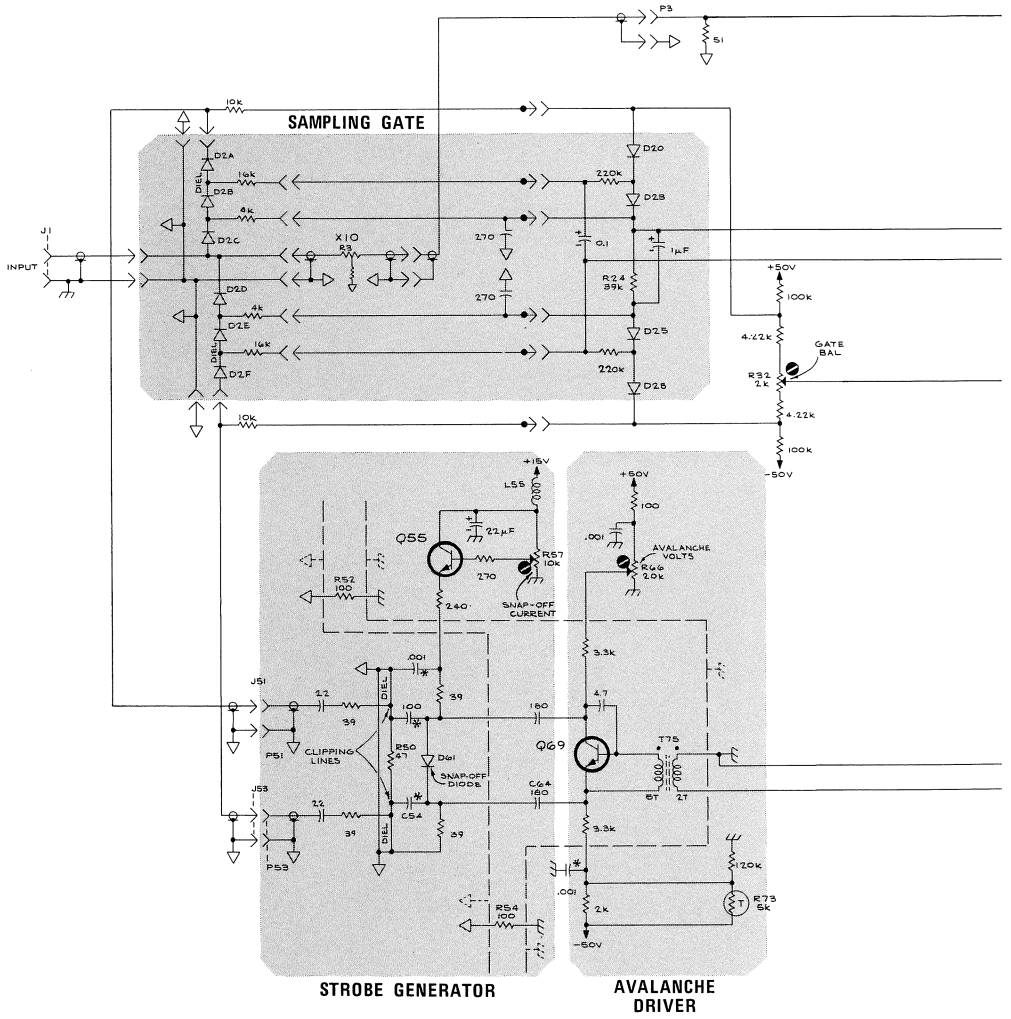 P3
51
10k
SAMPLING GATE
D2A
DIEL
16k
D2B
4k
D2C
J1
INPUT
X10
R3
270
270
D20
220k
D23
0.1
+
-
+
-
1µF
R24
39k
D2D
4k
D2E
DIEL
16k
D2F
D25
220k
D28
10k
+50V
100k
4.22k
GATE
BAL
R32
2k
4.22k
100k
-50V
+15V
L55
+
-
22µF
Q55
270
R57
10k
SNAP-OFF
CURRENT
R52
100
240
+50V
100
.001
AVALANCHE
VOLTS
R66
20k
3.3k
.001
*
DIEL
39
J51
22
39
100
*
180
4.7
P51
CLIPPING
LINES
R50
47
D61
SNAP-OFF
DIODE
Q69
T75
5T
2T
J53
22
39
*
C54
C64
180
39
DIEL
P53
3.3k
*
.001
120k
T
R73
5k
2k
-50V
R54
100
STROBE GENERATOR
AVALANCHE
DRIVER